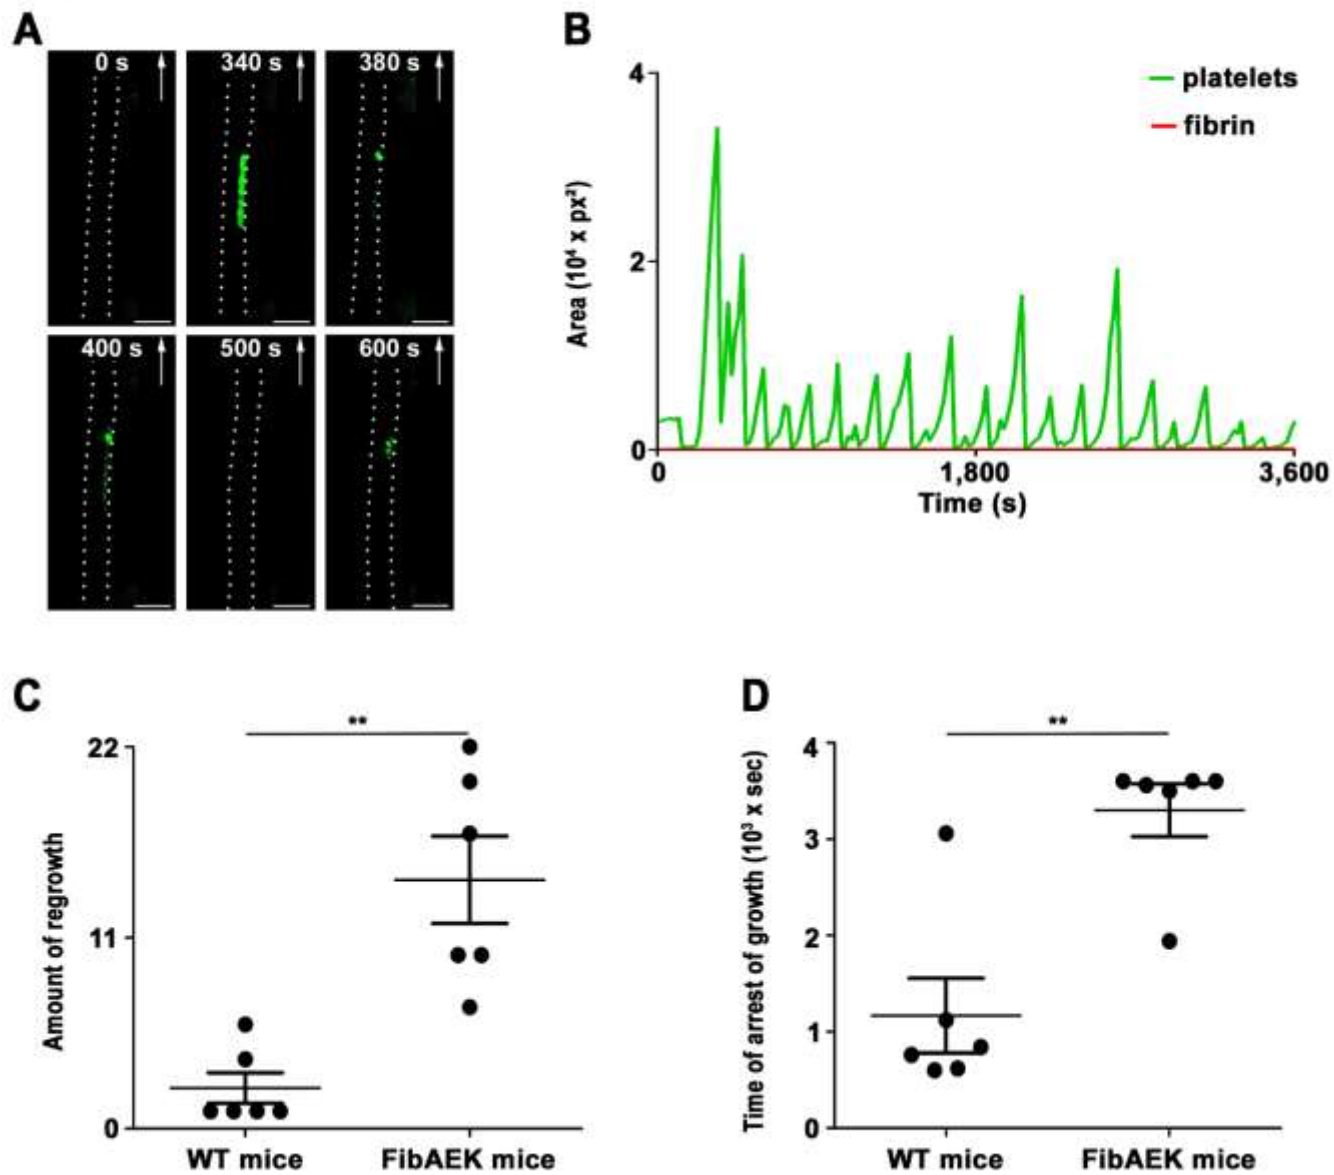 A
0 s
340 s
380 s
400 s
500 s
600 s
B
4
2
0
Area (10⁴ x px²)
0
1,800
3,600
Time (s)
platelets
fibrin
C
**
22
11
0
Amount of regrowth
WT mice
FibAEK mice
D
**
4
3
2
1
0
Time of arrest of growth (10³ x sec)
WT mice
FibAEK mice